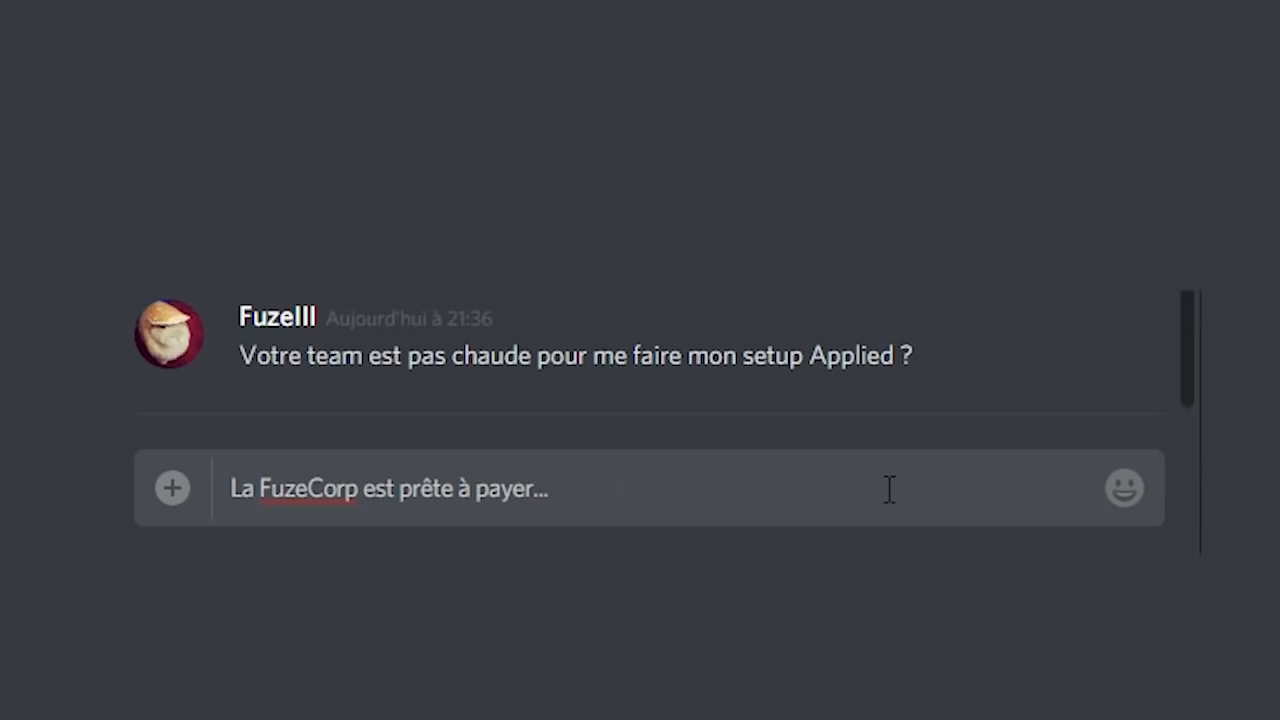 FuzeIII Aujourd'hui à 21:36
Votre team est pas chaude pour me faire mon setup Applied ?
La FuzeCorp est prête à payer...